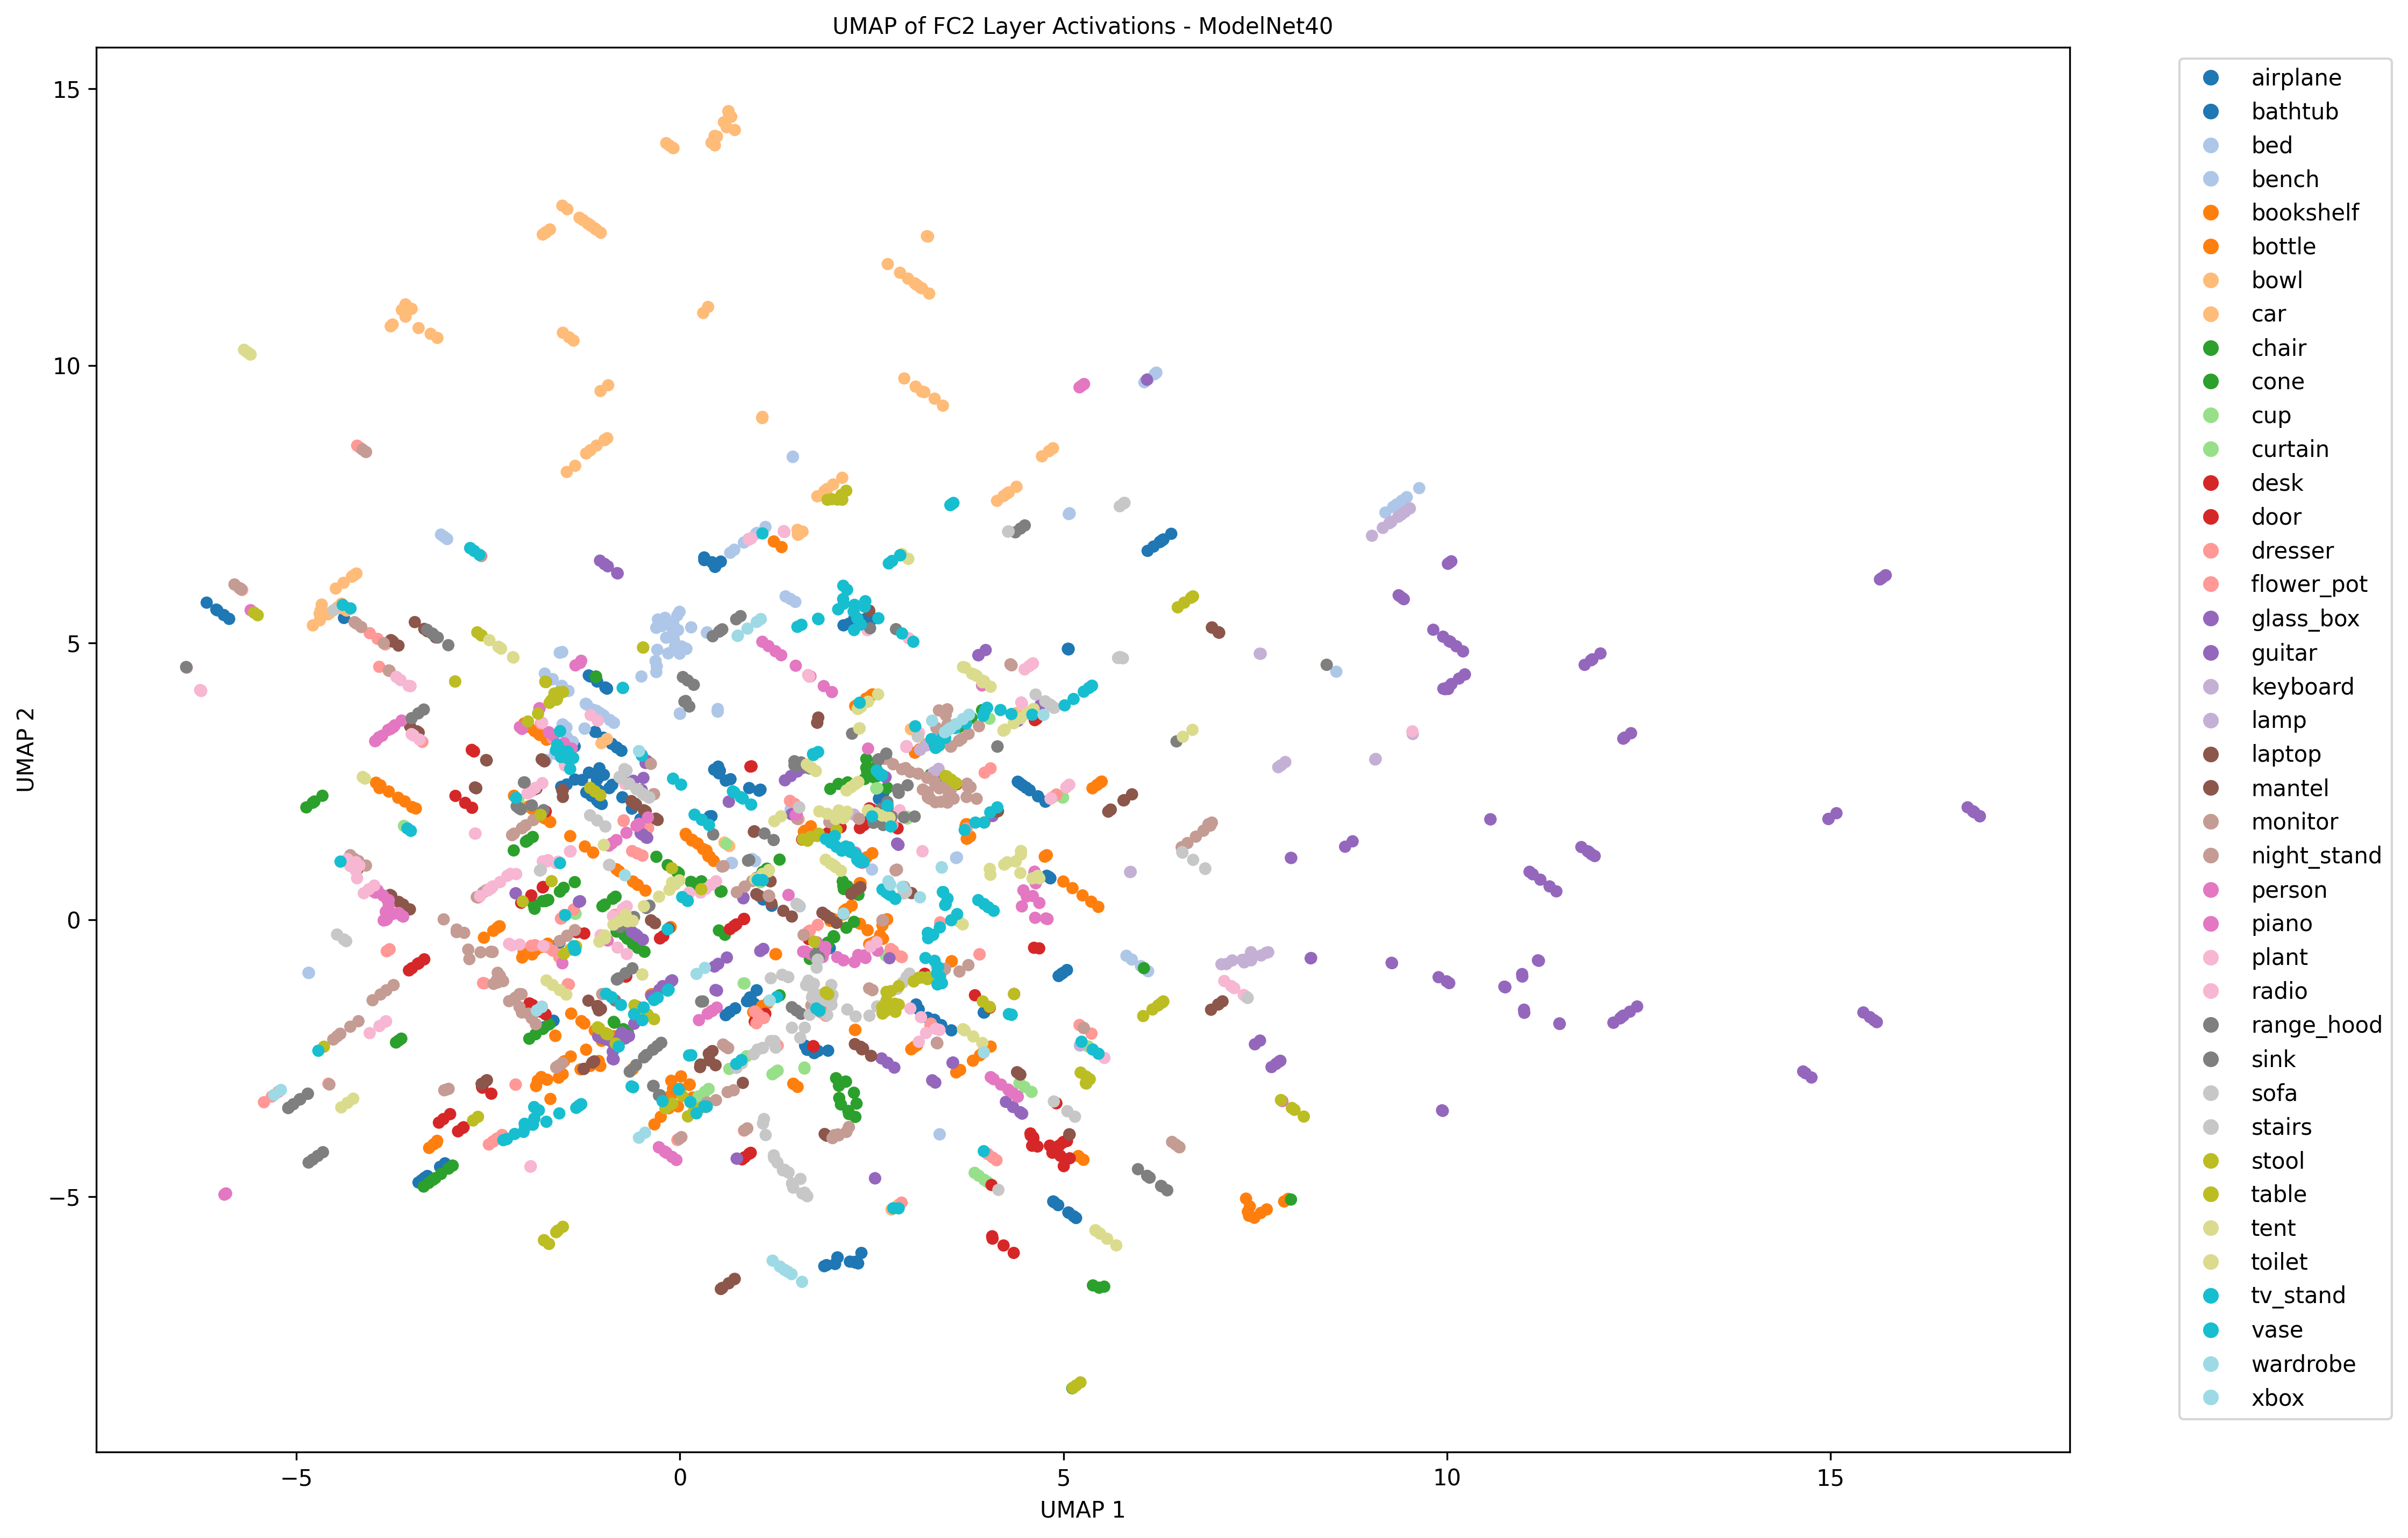 UMAP of FC2 Layer Activations - ModelNet40
15
10
5
0
−5
UMAP 2
−5
0
5
10
15
UMAP 1
airplane
bathtub
bed
bench
bookshelf
bottle
bowl
car
chair
cone
cup
curtain
desk
door
dresser
flower_pot
glass_box
guitar
keyboard
lamp
laptop
mantel
monitor
night_stand
person
piano
plant
radio
range_hood
sink
sofa
stairs
stool
table
tent
toilet
tv_stand
vase
wardrobe
xbox